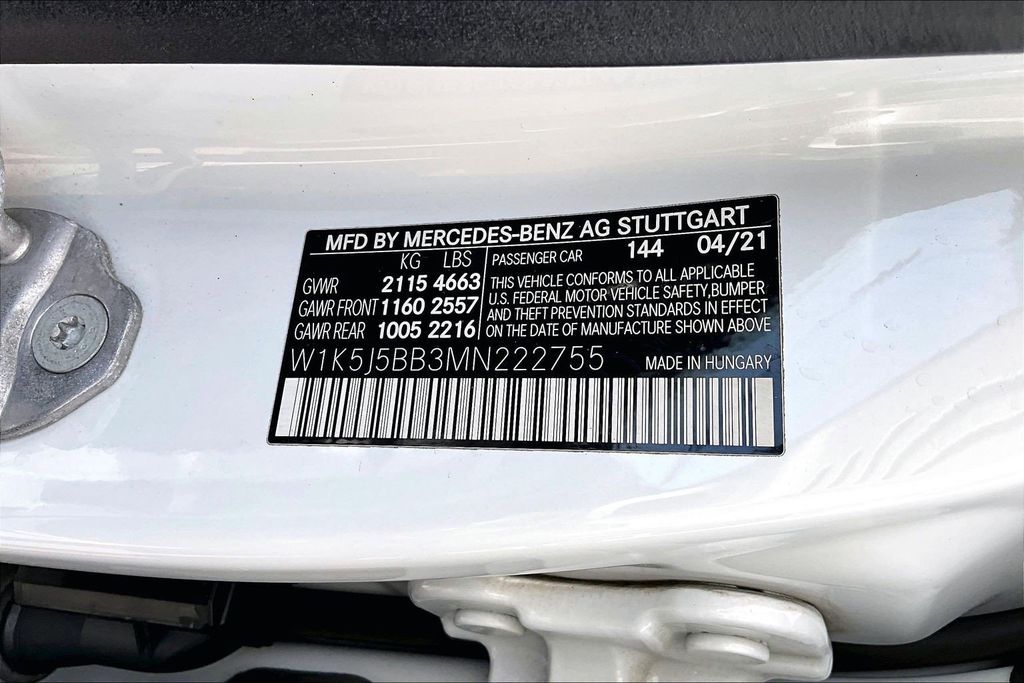 MFD BY MERCEDES-BENZ AG STUTTGART
KG LBS
GVWR 2115 4663
GAWR FRONT 1160 2557
GAWR REAR 1005 2216
PASSENGER CAR 144 04/21
THIS VEHICLE CONFORMS TO ALL APPLICABLE
U.S. FEDERAL MOTOR VEHICLE SAFETY,BUMPER
AND THEFT PREVENTION STANDARDS IN EFFECT
ON THE DATE OF MANUFACTURE SHOWN ABOVE
W1K5J5BB3MN222755 MADE IN HUNGARY